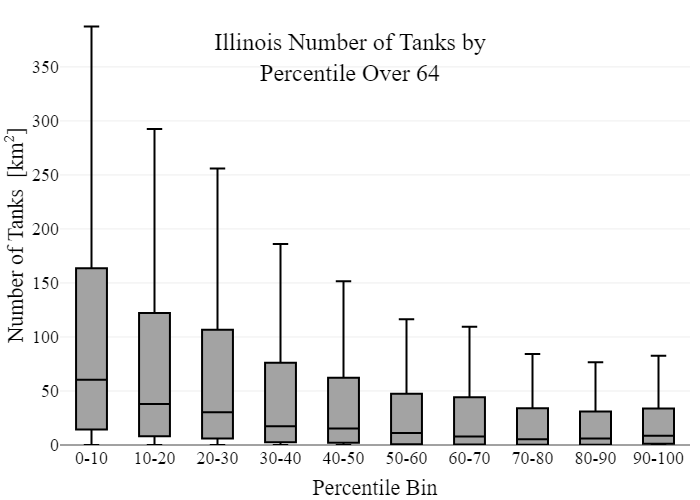 Illinois Number of Tanks by
Percentile Over 64
Number of Tanks [km²]
350
300
250
200
150
100
50
0
0-10 10-20 20-30 30-40 40-50 50-60 60-70 70-80 80-90 90-100
Percentile Bin